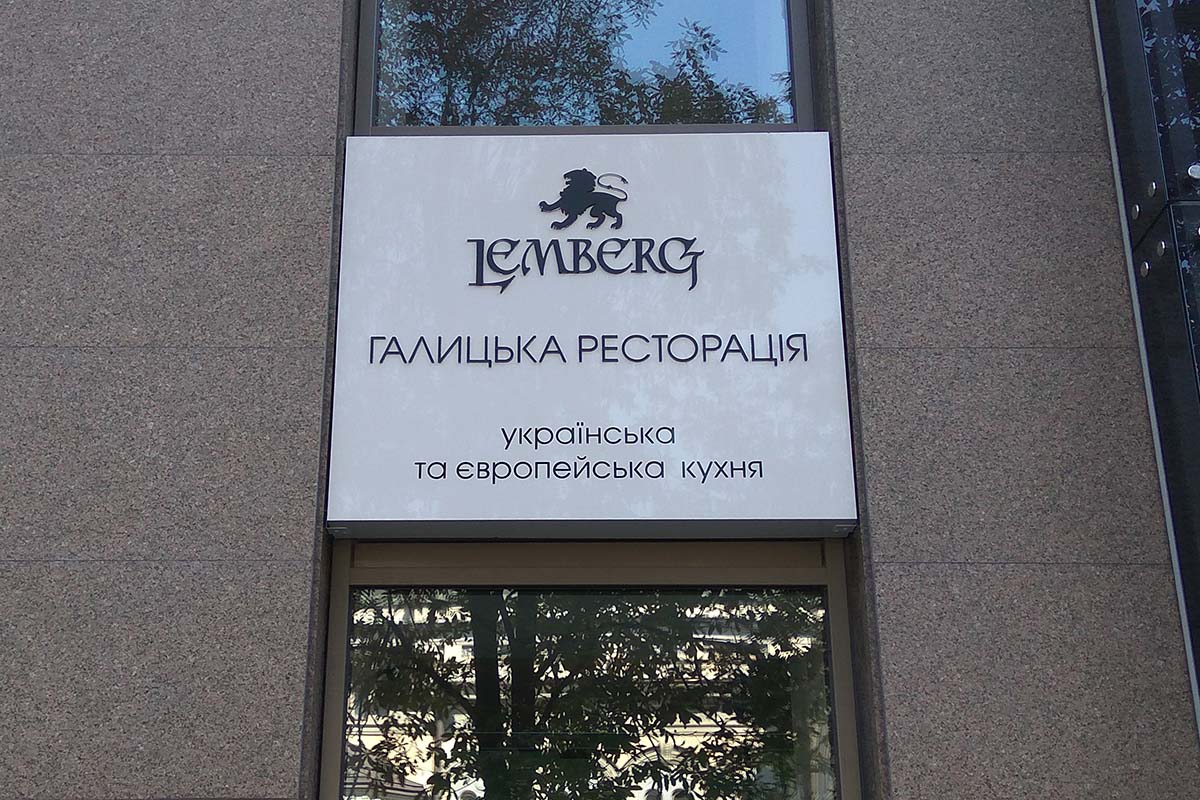 LEMBERG
ГАЛИЦЬКА РЕСТОРАЦІЯ
українська
та європейська кухня